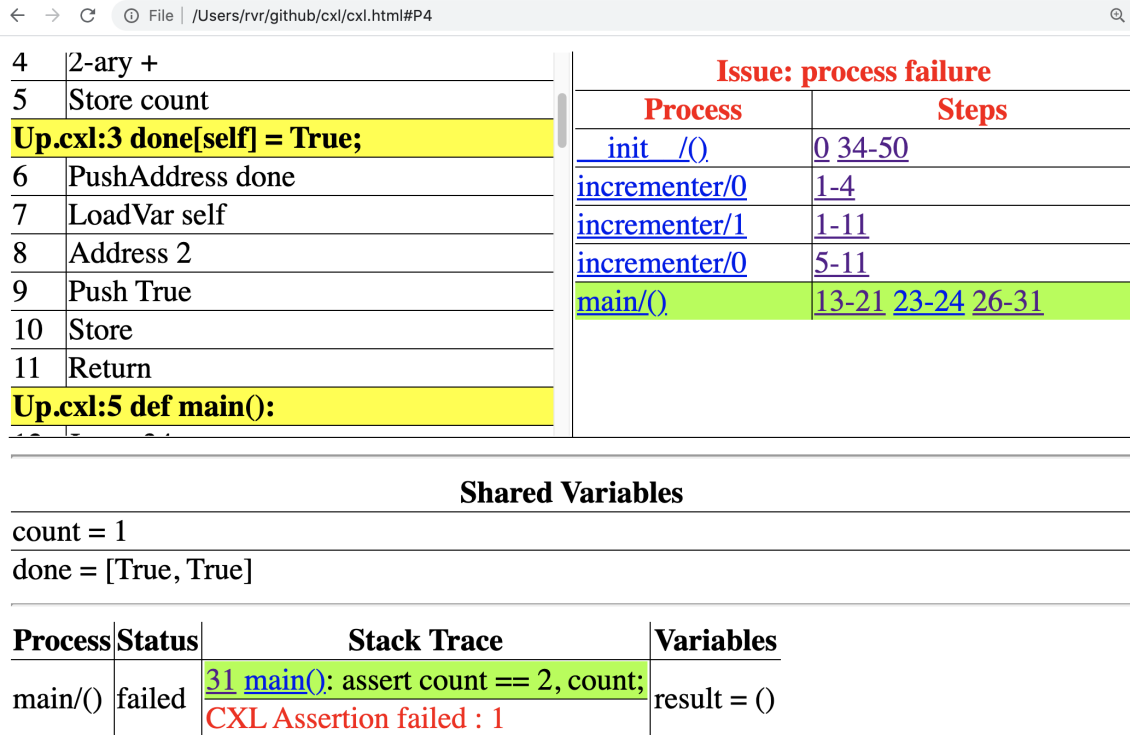 File | /Users/rvr/github/cxl/cxl.html#P4
4 2-ary +
5 Store count
Up.cxl:3 done[self] = True;
6 PushAddress done
7 LoadVar self
8 Address 2
9 Push True
10 Store
11 Return
Up.cxl:5 def main():
Issue: process failure
Process Steps
__init__/() 0 34-50
incrementer/0 1-4
incrementer/1 1-11
incrementer/0 5-11
main/() 13-21 23-24 26-31
Shared Variables
count = 1
done = [True, True]
Process Status Stack Trace Variables
main/() failed 31 main(): assert count == 2, count; result = ()
CXL Assertion failed : 1